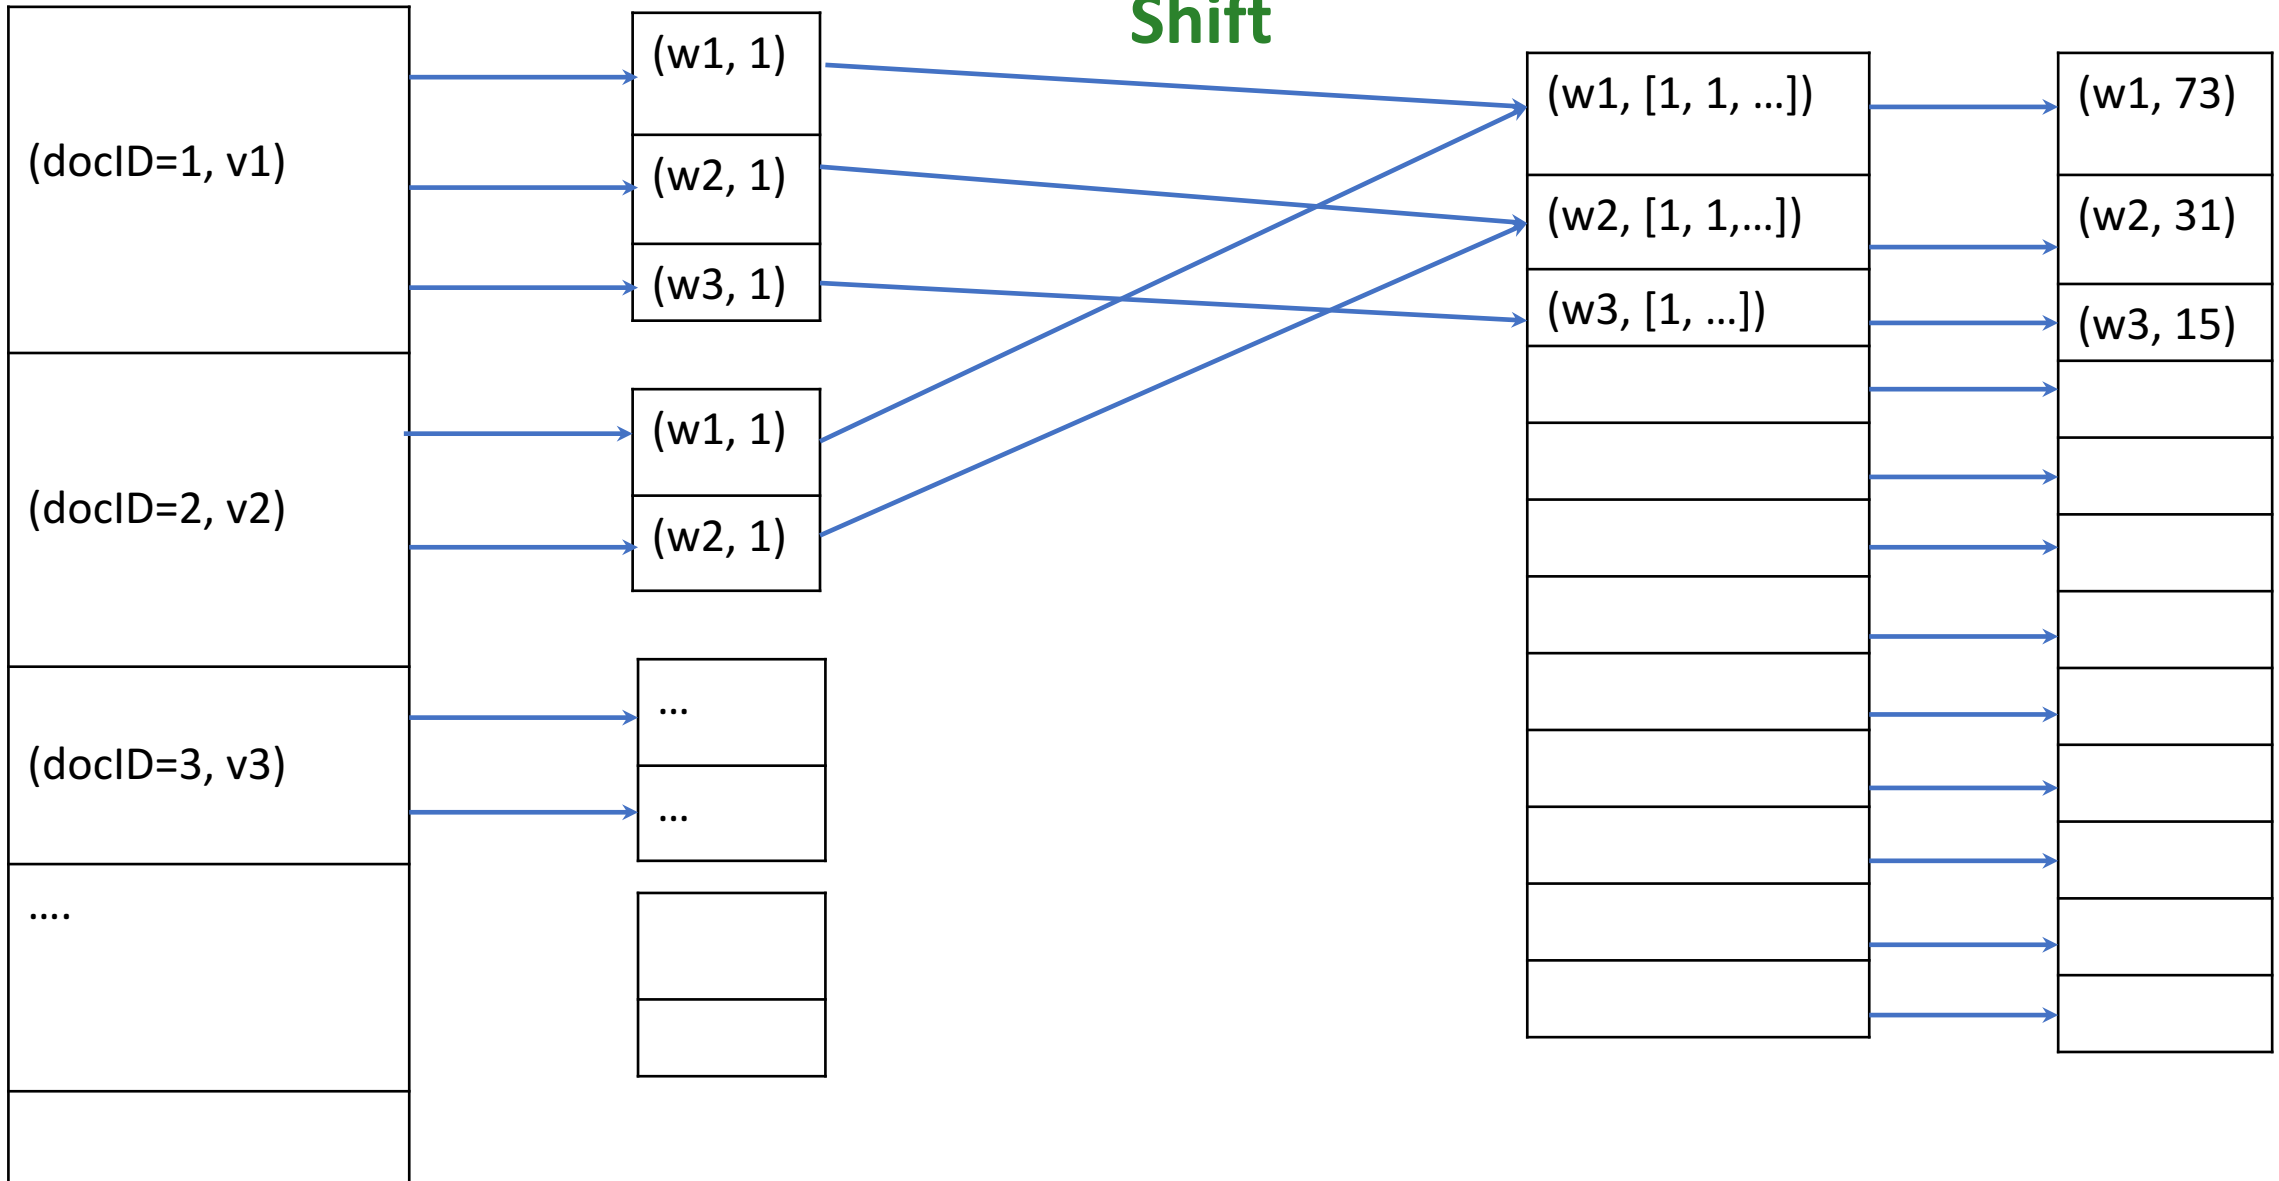 Shift
(docID=1, v1)
(docID=2, v2)
(docID=3, v3)
....
(w1, 1)
(w2, 1)
(w3, 1)
(w1, 1)
(w2, 1)
...
...
(w1, [1, 1, ...])
(w2, [1, 1,...])
(w3, [1, ...])
(w1, 73)
(w2, 31)
(w3, 15)